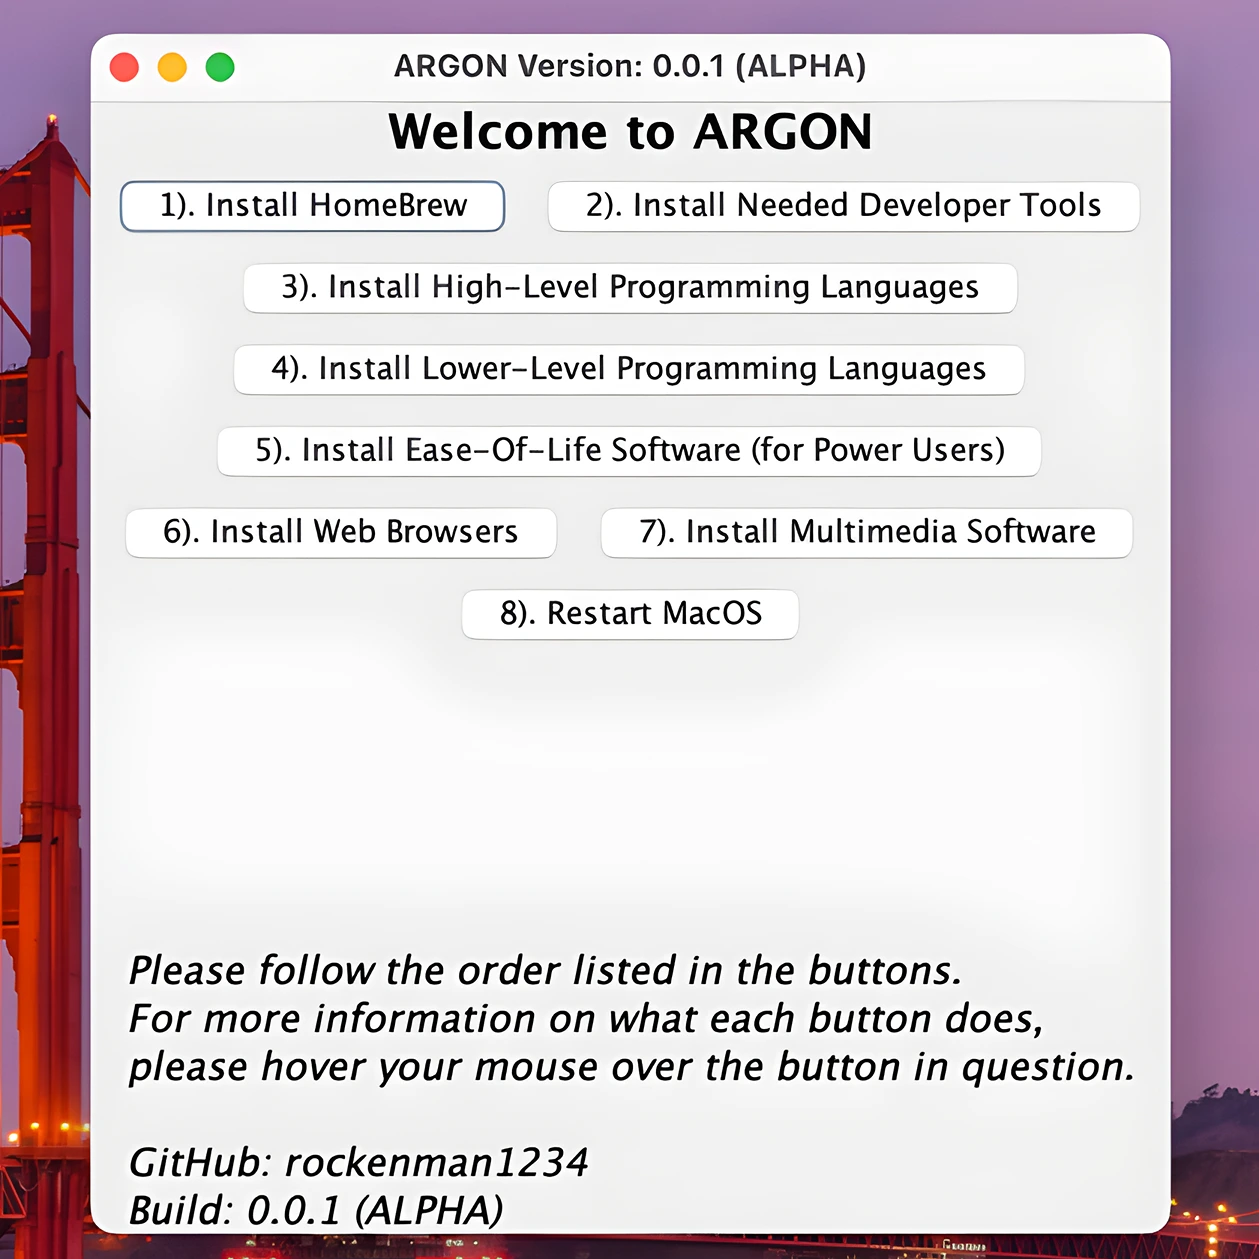 ARGON Version: 0.0.1 (ALPHA)
Welcome to ARGON
1). Install HomeBrew
2). Install Needed Developer Tools
3). Install High-Level Programming Languages
4). Install Lower-Level Programming Languages
5). Install Ease-Of-Life Software (for Power Users)
6). Install Web Browsers
7). Install Multimedia Software
8). Restart MacOS
Please follow the order listed in the buttons.
For more information on what each button does,
please hover your mouse over the button in question.
GitHub: rockenman1234
Build: 0.0.1 (ALPHA)